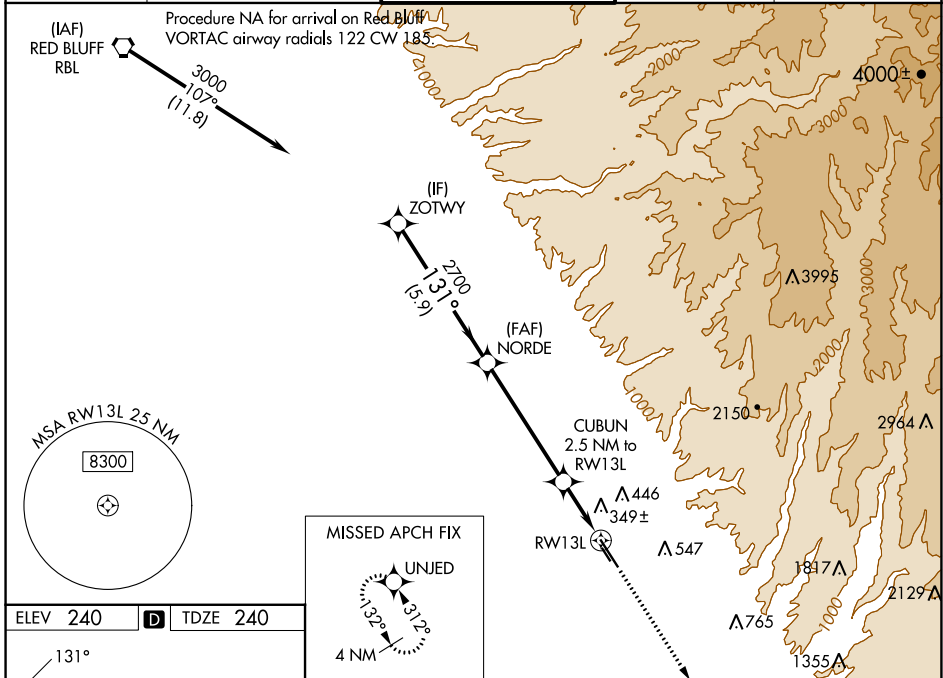 Procedure NA for arrival on Red Bluff
VORTAC airway radials 122 CW 185.
(IAF)
RED BLUFF
RBL
3000
107°
(11.8)
1000
2000
4000±
3000
(IF)
ZOTWY
2700
131°
(5.9)
3995
3000
(FAF)
NORDE
2000
1000
2150
2964
MSA RW13L 25 NM
8300
CUBUN
2.5 NM to
RW13L
446
349±
RW13L
547
MISSED APCH FIX
UNJED
132°
312°
4 NM
1817
2129
1000
765
1355
ELEV 240
D
TDZE 240
131°